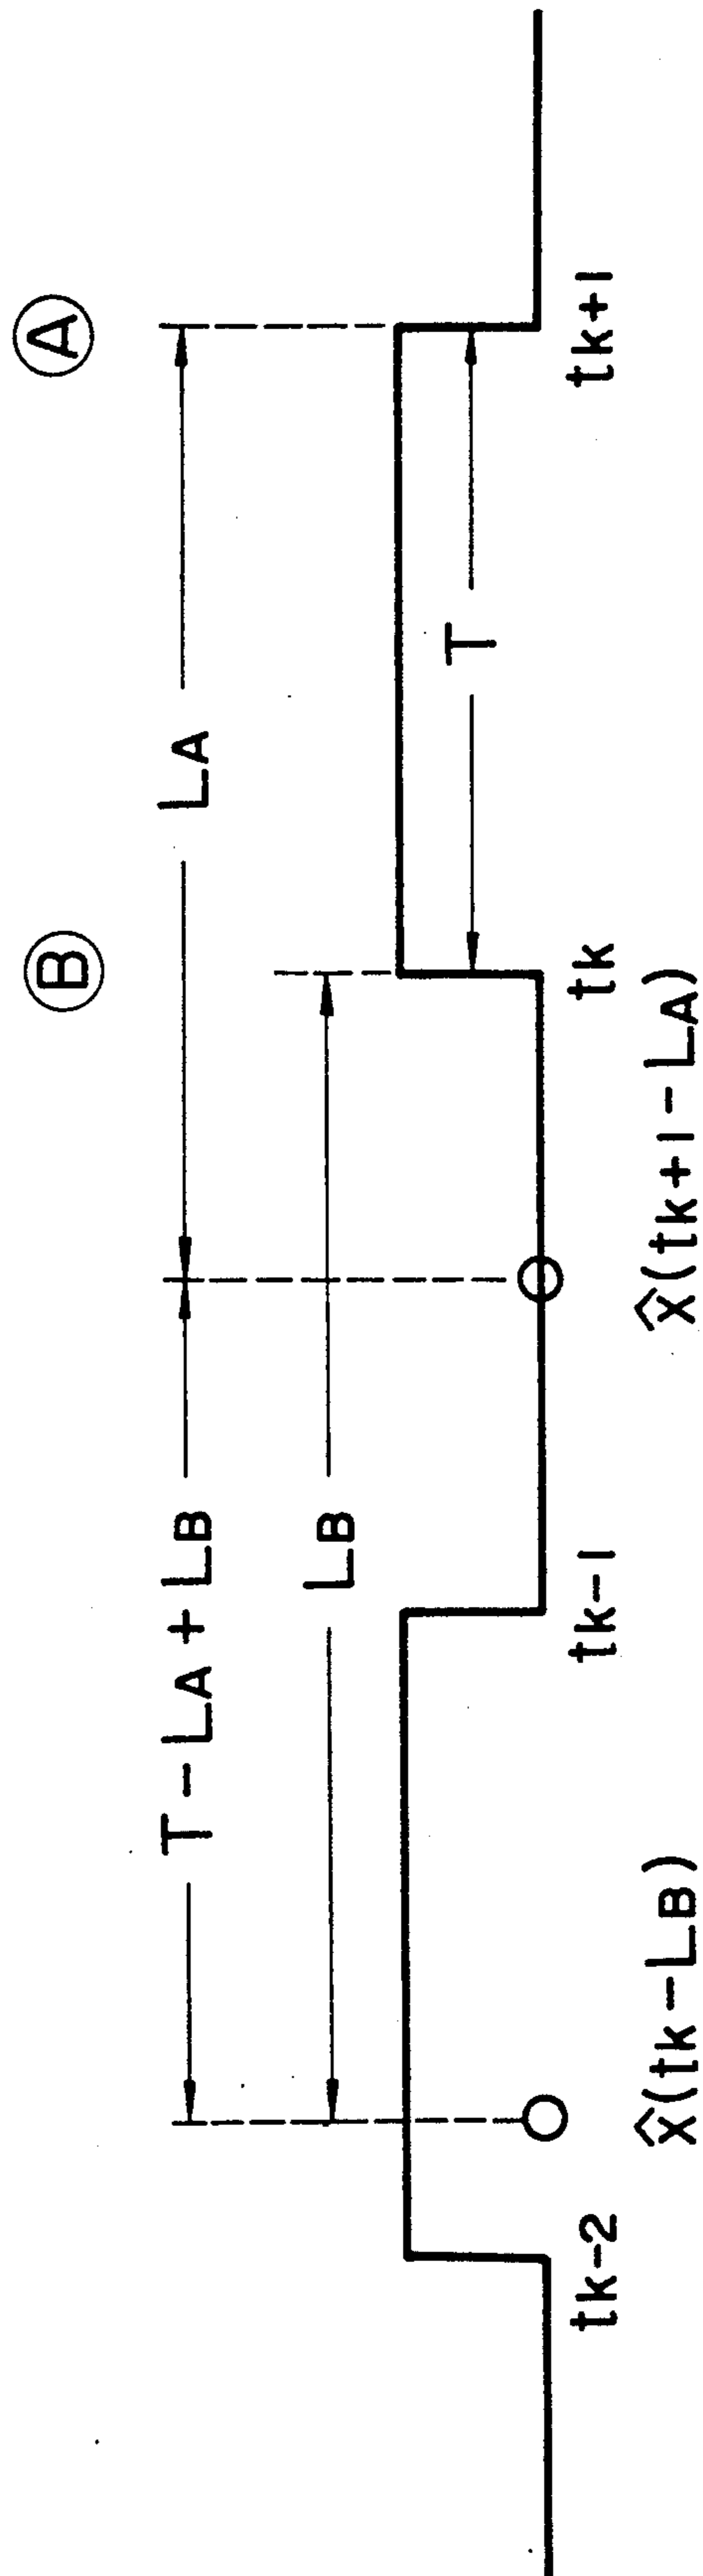 B A
T - LA + LB LA
LB
T
tk-2 tk-1 tk tk+1
x̂(tk-LB) x̂(tk+1-LA)